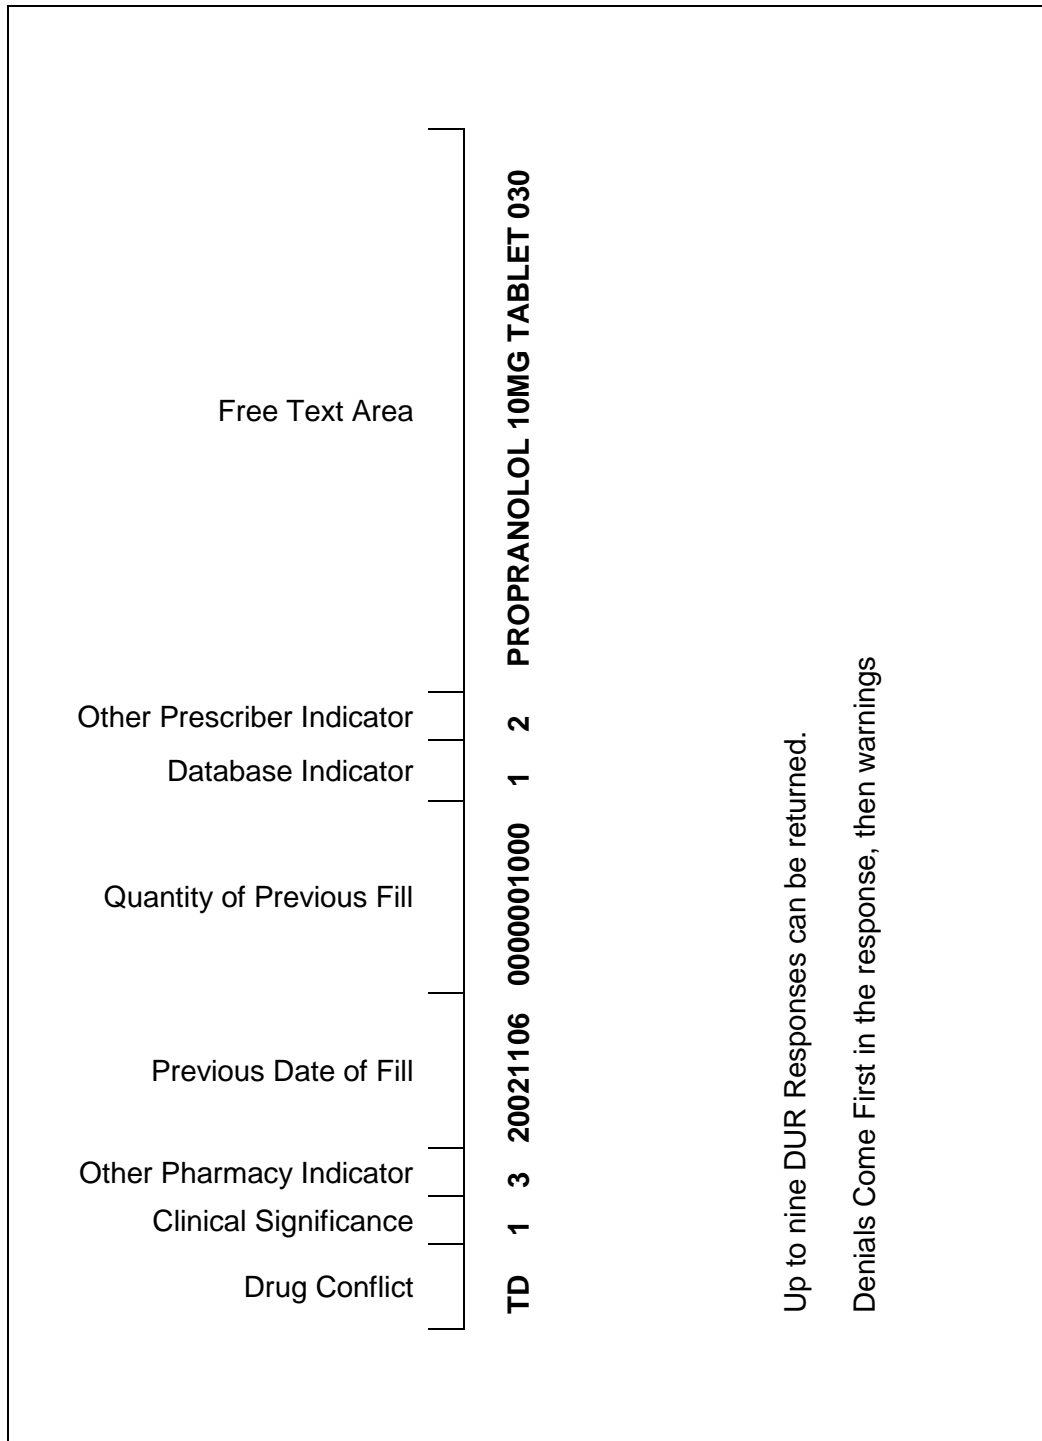 Free Text Area
Other Prescriber Indicator
Database Indicator
Quantity of Previous Fill
Previous Date of Fill
Other Pharmacy Indicator
Clinical Significance
Drug Conflict
TD 1 3 20021106 0000001000 1 2 PROPRANOLOL 10MG TABLET 030
Up to nine DUR Responses can be returned.
Denials Come First in the response, then warnings